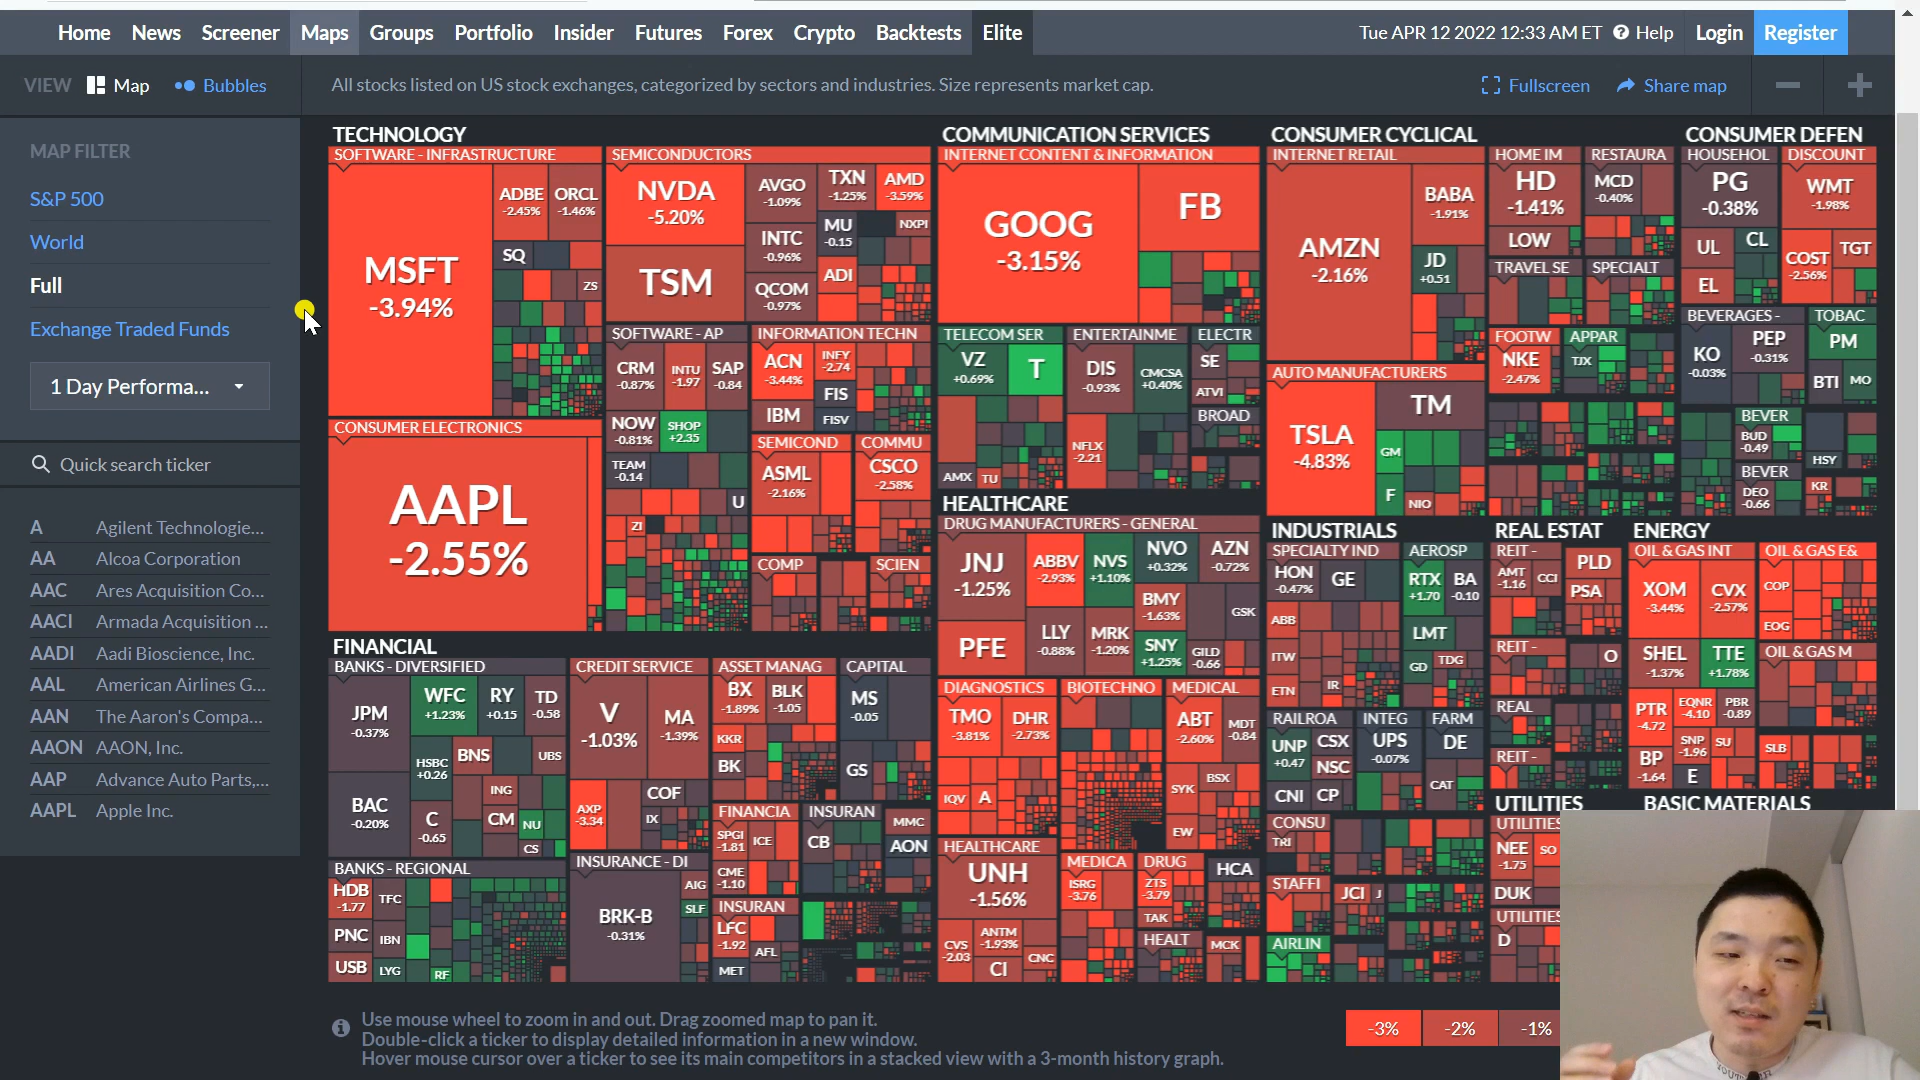 Home News Screener Maps Groups Portfolio Insider Futures Forex Crypto Backtests Elite Tue APR 12 2022 12:33 AM ET Help Login Register
VIEW Map Bubbles All stocks listed on US stock exchanges, categorized by sectors and industries. Size represents market cap. Fullscreen Share map
MAP FILTER
S&P 500
World
Full
Exchange Traded Funds
1 Day Performa...
Quick search ticker
A Agilent Technologie...
AA Alcoa Corporation
AAC Ares Acquisition Co...
AACI Armada Acquisition ...
AADI Aadi Bioscience, Inc.
AAL American Airlines G...
AAN The Aaron's Compa...
AAON AAON, Inc.
AAP Advance Auto Parts,...
AAPL Apple Inc.
TECHNOLOGY
SOFTWARE - INFRASTRUCTURE
MSFT
-3.94%
ADBE
-2.45%
ORCL
-1.46%
SQ
ZS
SEMICONDUCTORS
NVDA
-5.20%
TSM
AVGO
-1.09%
INTC
-0.96%
QCOM
-0.97%
TXN
-1.25%
AMD
-3.59%
MU
-0.15
NXPI
ADI
CONSUMER ELECTRONICS
AAPL
-2.55%
SOFTWARE - AP
CRM
-0.87%
INTU
-1.97
SAP
-0.84
NOW
-0.81%
SHOP
+2.35
TEAM
-0.14
U
ZI
INFORMATION TECHN
ACN
-3.44%
INFY
-2.74
FIS
IBM
FISV
SEMICOND
ASML
-2.16%
COMMU
CSCO
-2.58%
COMP
SCIEN
COMMUNICATION SERVICES
INTERNET CONTENT & INFORMATION
GOOG
-3.15%
FB
TELECOM SER
VZ
+0.69%
T
AMX
TU
ENTERTAINME
DIS
-0.93%
CMCSA
+0.40%
NFLX
-2.21
ELECTR
SE
ATVI
BROAD
CONSUMER CYCLICAL
INTERNET RETAIL
AMZN
-2.16%
BABA
-1.91%
JD
+0.51
HOME IM
HD
-1.41%
LOW
RESTAURA
MCD
-0.40%
TRAVEL SE
SPECIALT
AUTO MANUFACTURERS
TSLA
-4.83%
TM
GM
F
NIO
FOOTW
NKE
-2.47%
APPAR
TJX
CONSUMER DEFEN
HOUSEHOL
PG
-0.38%
UL
CL
EL
DISCOUNT
WMT
-1.98%
COST
-2.56%
TGT
BEVERAGES -
KO
-0.03%
PEP
-0.31%
TOBAC
PM
BTI
MO
BEVER
BUD
-0.49
HSY
BEVER
DEO
-0.66
KR
FINANCIAL
BANKS - DIVERSIFIED
JPM
-0.37%
WFC
+1.23%
RY
+0.15
TD
-0.58
HSBC
+0.26
BNS
UBS
BAC
-0.20%
C
-0.65
ING
CM
NU
CS
BANKS - REGIONAL
HDB
-1.77
TFC
PNC
IBN
USB
LYG
RF
CREDIT SERVICE
V
-1.03%
MA
-1.39%
AXP
-3.34
COF
IX
INSURANCE - DI
BRK-B
-0.31%
AIG
SLF
ASSET MANAG
BX
-1.89%
BLK
-1.05
KKR
BK
CAPITAL
MS
-0.05
GS
FINANCIA
SPGI
-1.81
ICE
CME
-1.10
INSURAN
CB
MMC
AON
INSURAN
LFC
-1.92
AFL
MET
HEALTHCARE
DRUG MANUFACTURERS - GENERAL
JNJ
-1.25%
ABBV
-2.93%
NVS
+1.10%
NVO
+0.32%
AZN
-0.72%
PFE
LLY
-0.88%
MRK
-1.20%
BMY
-1.63%
GSK
SNY
+1.25%
GILD
-0.66
DIAGNOSTICS
TMO
-3.81%
DHR
-2.73%
IQV
A
BIOTECHNO
MEDICAL
ABT
-2.60%
MDT
-0.84
SYK
BSX
EW
HEALTHCARE
UNH
-1.56%
CVS
-2.03
ANTM
-1.93%
CI
CNC
MEDICA
ISRG
-3.76
DRUG
ZTS
-3.79
TAK
HCA
HEALT
MCK
INDUSTRIALS
SPECIALTY IND
HON
-0.47%
GE
ABB
ITW
ETN
IR
AEROSP
RTX
+1.70
BA
-0.10
LMT
GD
TDG
RAILROA
UNP
+0.47
CSX
NSC
CNI
CP
INTEG
UPS
-0.07%
FARM
DE
CAT
CONSU
TRI
STAFFI
JCI
J
AIRLIN
REAL ESTAT
REIT -
AMT
-1.16
CCI
PLD
PSA
REIT -
O
REAL
REIT -
ENERGY
OIL & GAS INT
XOM
-3.44%
CVX
-2.57%
SHEL
-1.37%
TTE
+1.78%
PTR
-4.72
EQNR
-4.10
PBR
-0.89
BP
-1.64
SNP
-1.96
SU
E
OIL & GAS E&
COP
EOG
OIL & GAS M
SLB
UTILITIES
UTILITIES
NEE
-1.75
SO
DUK
UTILITIES
D
BASIC MATERIALS
Use mouse wheel to zoom in and out. Drag zoomed map to pan it.
Double-click a ticker to display detailed information in a new window.
Hover mouse cursor over a ticker to see its main competitors in a stacked view with a 3-month history graph.
-3% -2% -1%